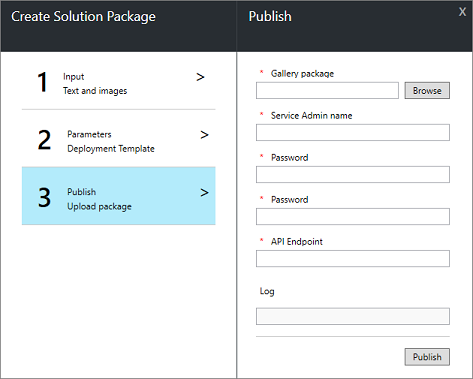 Create Solution Package
Publish
X
1
Input
Text and images
>
2
Parameters
Deployment Template
>
3
Publish
Upload package
>
* Gallery package
Browse
* Service Admin name
* Password
* Password
* API Endpoint
Log
Publish